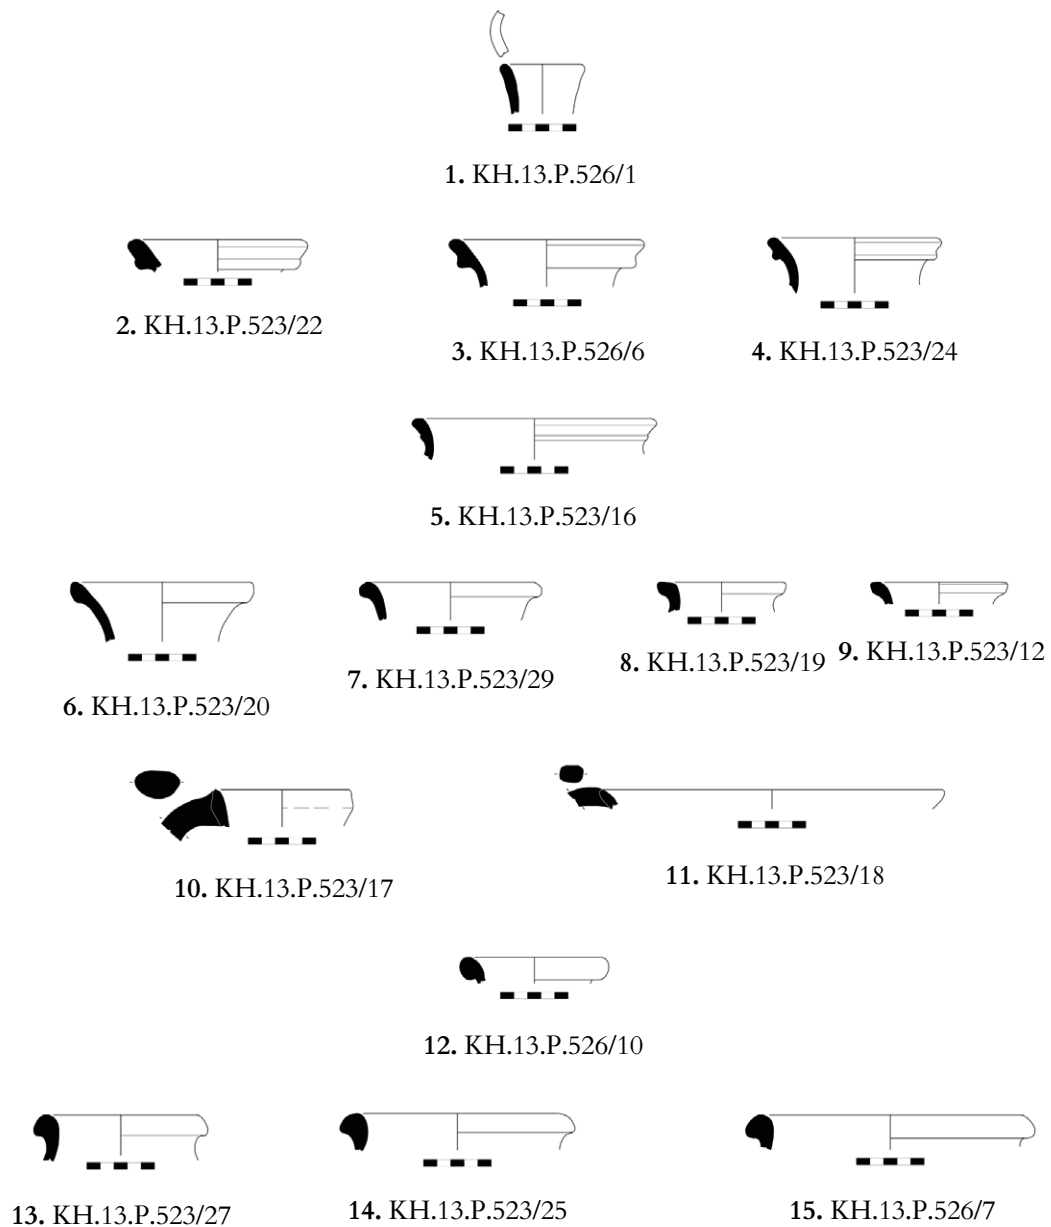 1. KH.13.P.526/1
2. KH.13.P.523/22
3. KH.13.P.526/6
4. KH.13.P.523/24
5. KH.13.P.523/16
6. KH.13.P.523/20
7. KH.13.P.523/29
8. KH.13.P.523/19
9. KH.13.P.523/12
10. KH.13.P.523/17
11. KH.13.P.523/18
12. KH.13.P.526/10
13. KH.13.P.523/27
14. KH.13.P.523/25
15. KH.13.P.526/7